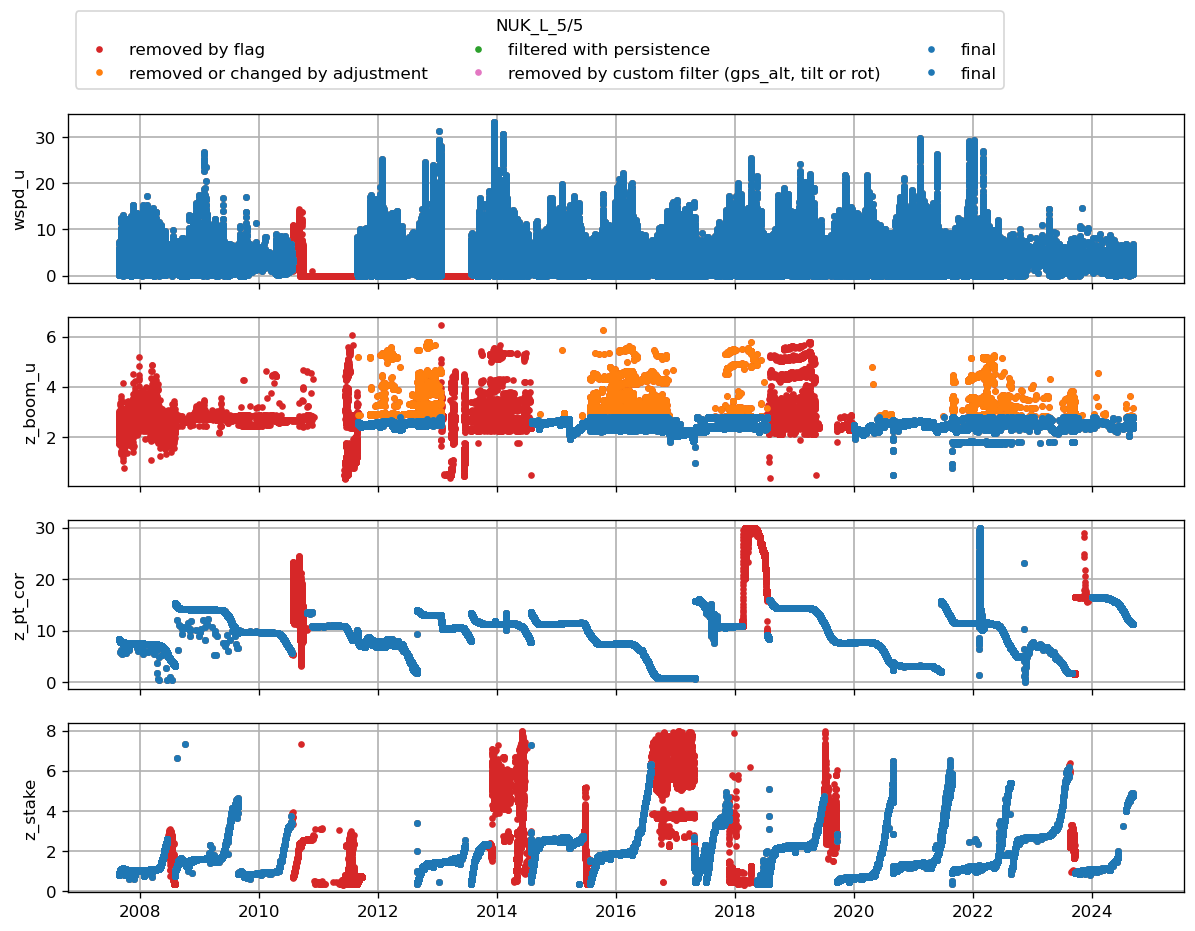 NUK_L_5/5
removed by flag
filtered with persistence
final
removed or changed by adjustment
removed by custom filter (gps_alt, tilt or rot)
final
wspd_u
30
20
10
0
z_boom_u
6
4
2
z_pt_cor
30
20
10
0
z_stake
8
6
4
2
0
2008 2010 2012 2014 2016 2018 2020 2022 2024